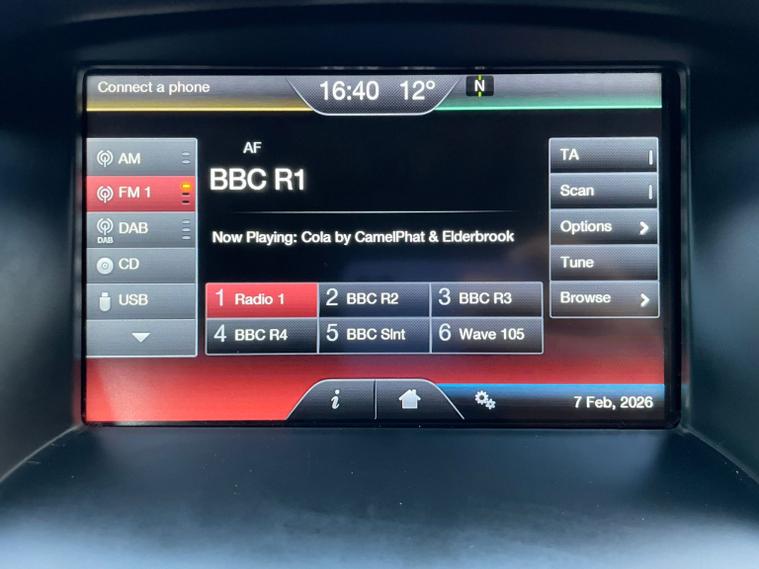 Connect a phone
16:40 12° N
AF
BBC R1
Now Playing: Cola by CamelPhat & Elderbrook
AM
FM 1
DAB
DAB
CD
USB
TA
Scan
Options
Tune
Browse
1 Radio 1 2 BBC R2 3 BBC R3
4 BBC R4 5 BBC Slnt 6 Wave 105
i
7 Feb, 2026